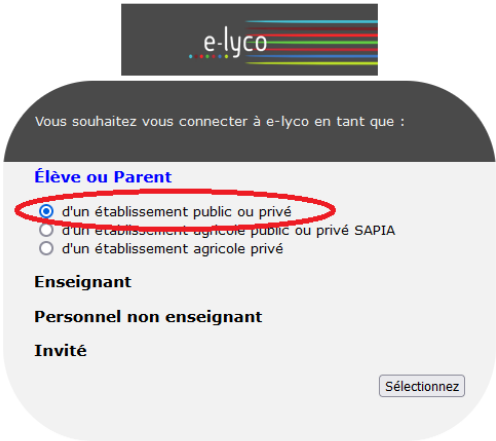 e-lyco
Vous souhaitez vous connecter à e-lyco en tant que :
Élève ou Parent
d'un établissement public ou privé
d'un établissement agricole public ou privé SAPIA
d'un établissement agricole privé
Enseignant
Personnel non enseignant
Invité
Sélectionnez